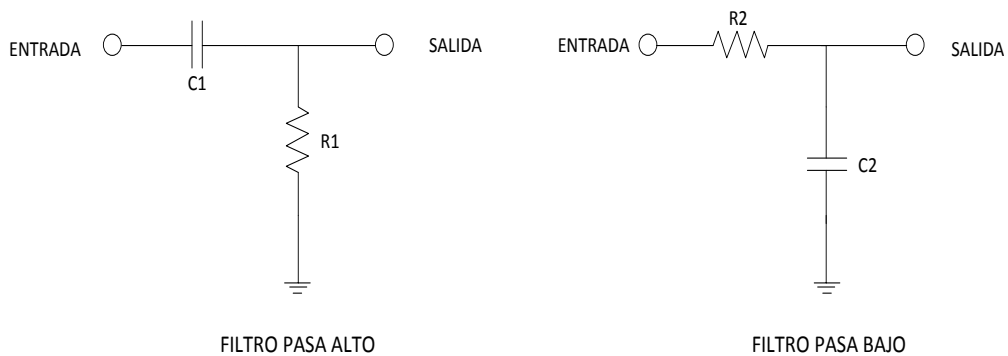 ENTRADA
C1
SALIDA
R1
FILTRO PASA ALTO
ENTRADA
R2
SALIDA
C2
FILTRO PASA BAJO